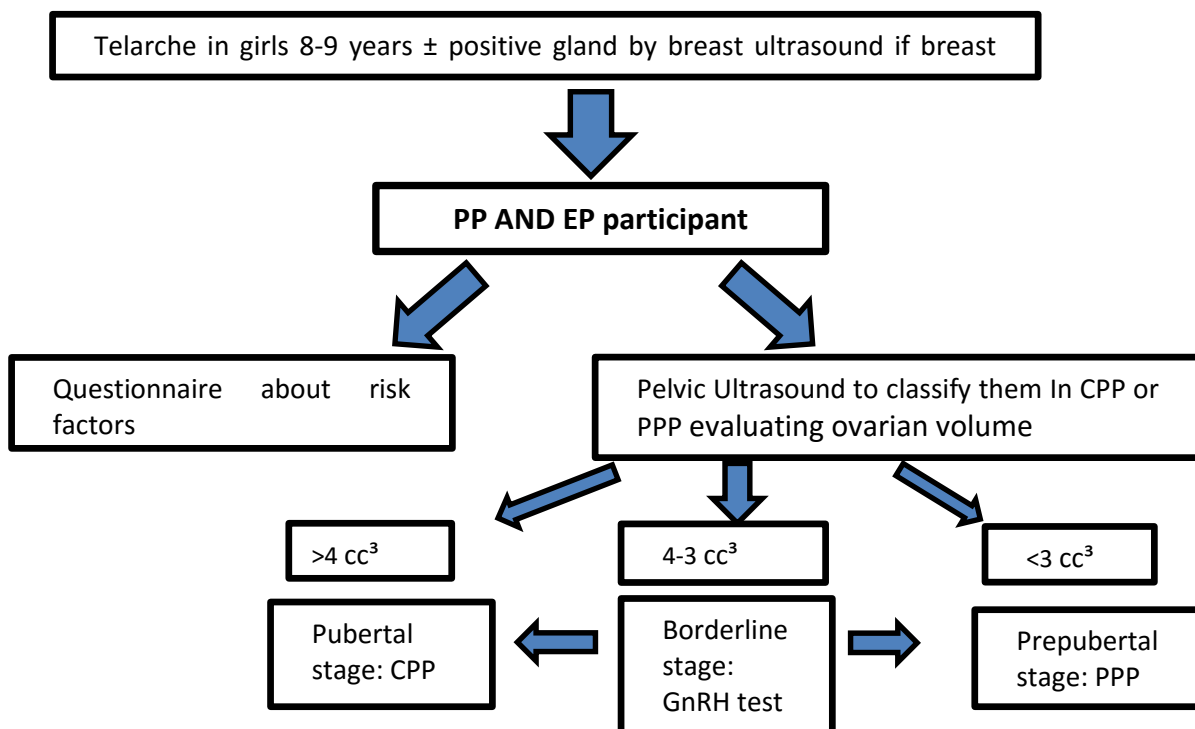 Telarche in girls 8-9 years ± positive gland by breast ultrasound if breast
PP AND EP participant
Questionnaire about risk
factors
Pelvic Ultrasound to classify them In CPP or
PPP evaluating ovarian volume
>4 cc³
4-3 cc³
<3 cc³
Pubertal
stage: CPP
Borderline
stage:
GnRH test
Prepubertal
stage: PPP